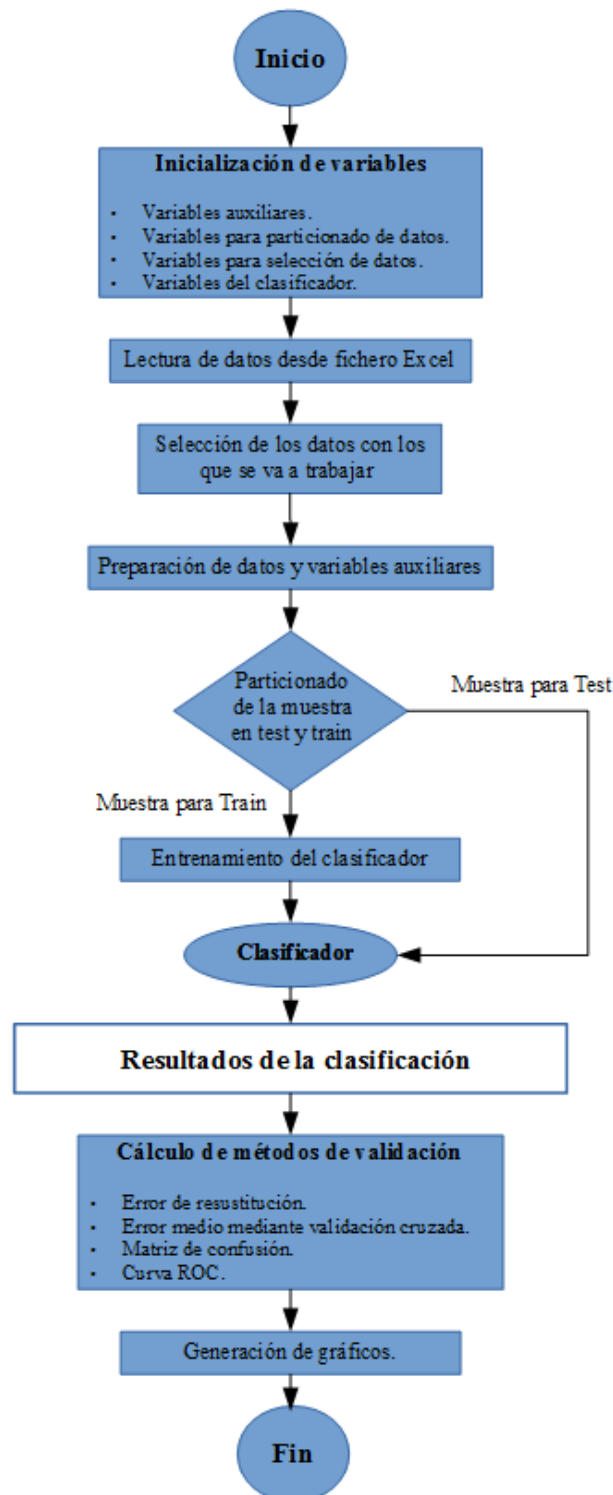 Inicio
Inicialización de variables
· Variables auxiliares.
· Variables para particionado de datos.
· Variables para selección de datos.
· Variables del clasificador.
Lectura de datos desde fichero Excel
Selección de los datos con los
que se va a trabajar
Preparación de datos y variables auxiliares
Particionado
de la muestra
en test y train
Muestra para Test
Muestra para Train
Entrenamiento del clasificador
Clasificador
Resultados de la clasificación
Cálculo de métodos de validación
· Error de resustitución.
· Error medio mediante validación cruzada.
· Matriz de confusión.
· Curva ROC.
Generación de gráficos.
Fin